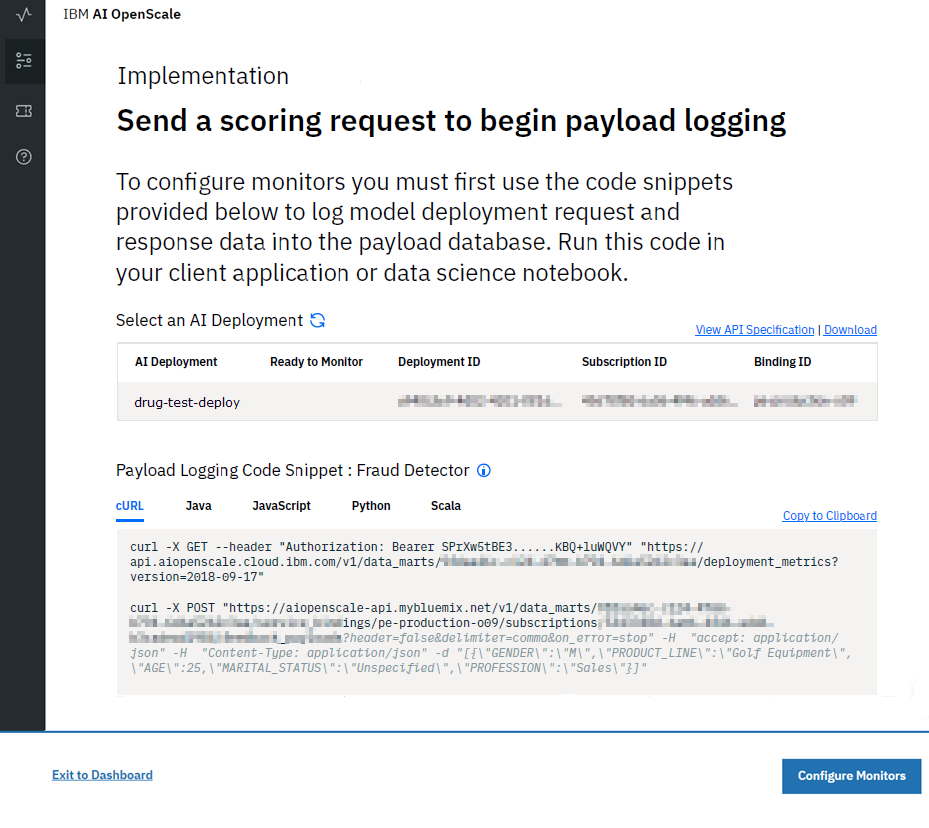 IBM AI OpenScale
Implementation
Send a scoring request to begin payload logging
To configure monitors you must first use the code snippets
provided below to log model deployment request and
response data into the payload database. Run this code in
your client application or data science notebook.
Select an AI Deployment
View API Specification | Download
AI Deployment Ready to Monitor Deployment ID Subscription ID Binding ID
drug-test-deploy
Payload Logging Code Snippet : Fraud Detector
cURL Java JavaScript Python Scala
Copy to Clipboard
curl -X GET --header "Authorization: Bearer SPrXw5tBE3......KBQ+luWQVY" "https://
api.aiopenscale.cloud.ibm.com/v1/data_marts/ /deployment_metrics?
version=2018-09-17"
curl -X POST "https://aiopenscale-api.mybluemix.net/v1/data_marts/
ings/pe-production-o09/subscriptions
?header=false&delimiter=comma&on_error=stop" -H "accept: application/
json" -H "Content-Type: application/json" -d "[{\"GENDER\":\"M\",\"PRODUCT_LINE\":\"Golf Equipment\",
\"AGE\":25,\"MARITAL_STATUS\":\"Unspecified\",\"PROFESSION\":\"Sales\"}]"
Exit to Dashboard
Configure Monitors